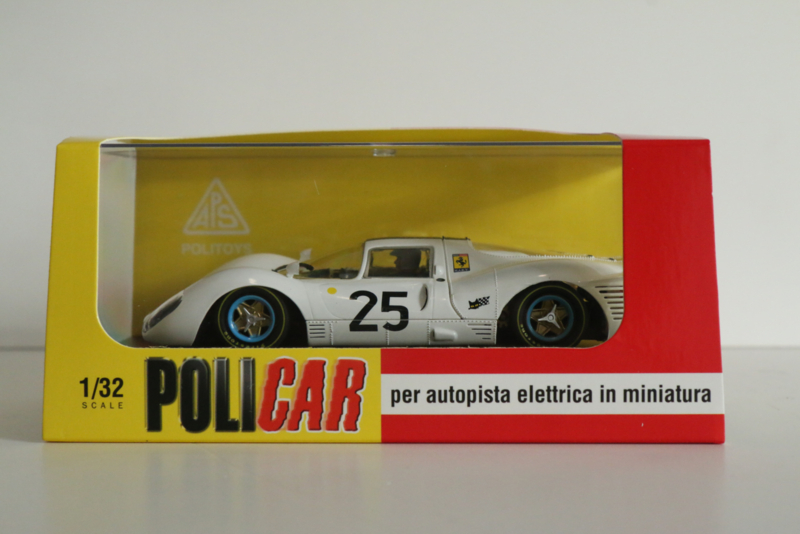 APS
POLITOYS
25
1/32
SCALE
POLICAR
per autopista elettrica in miniatura